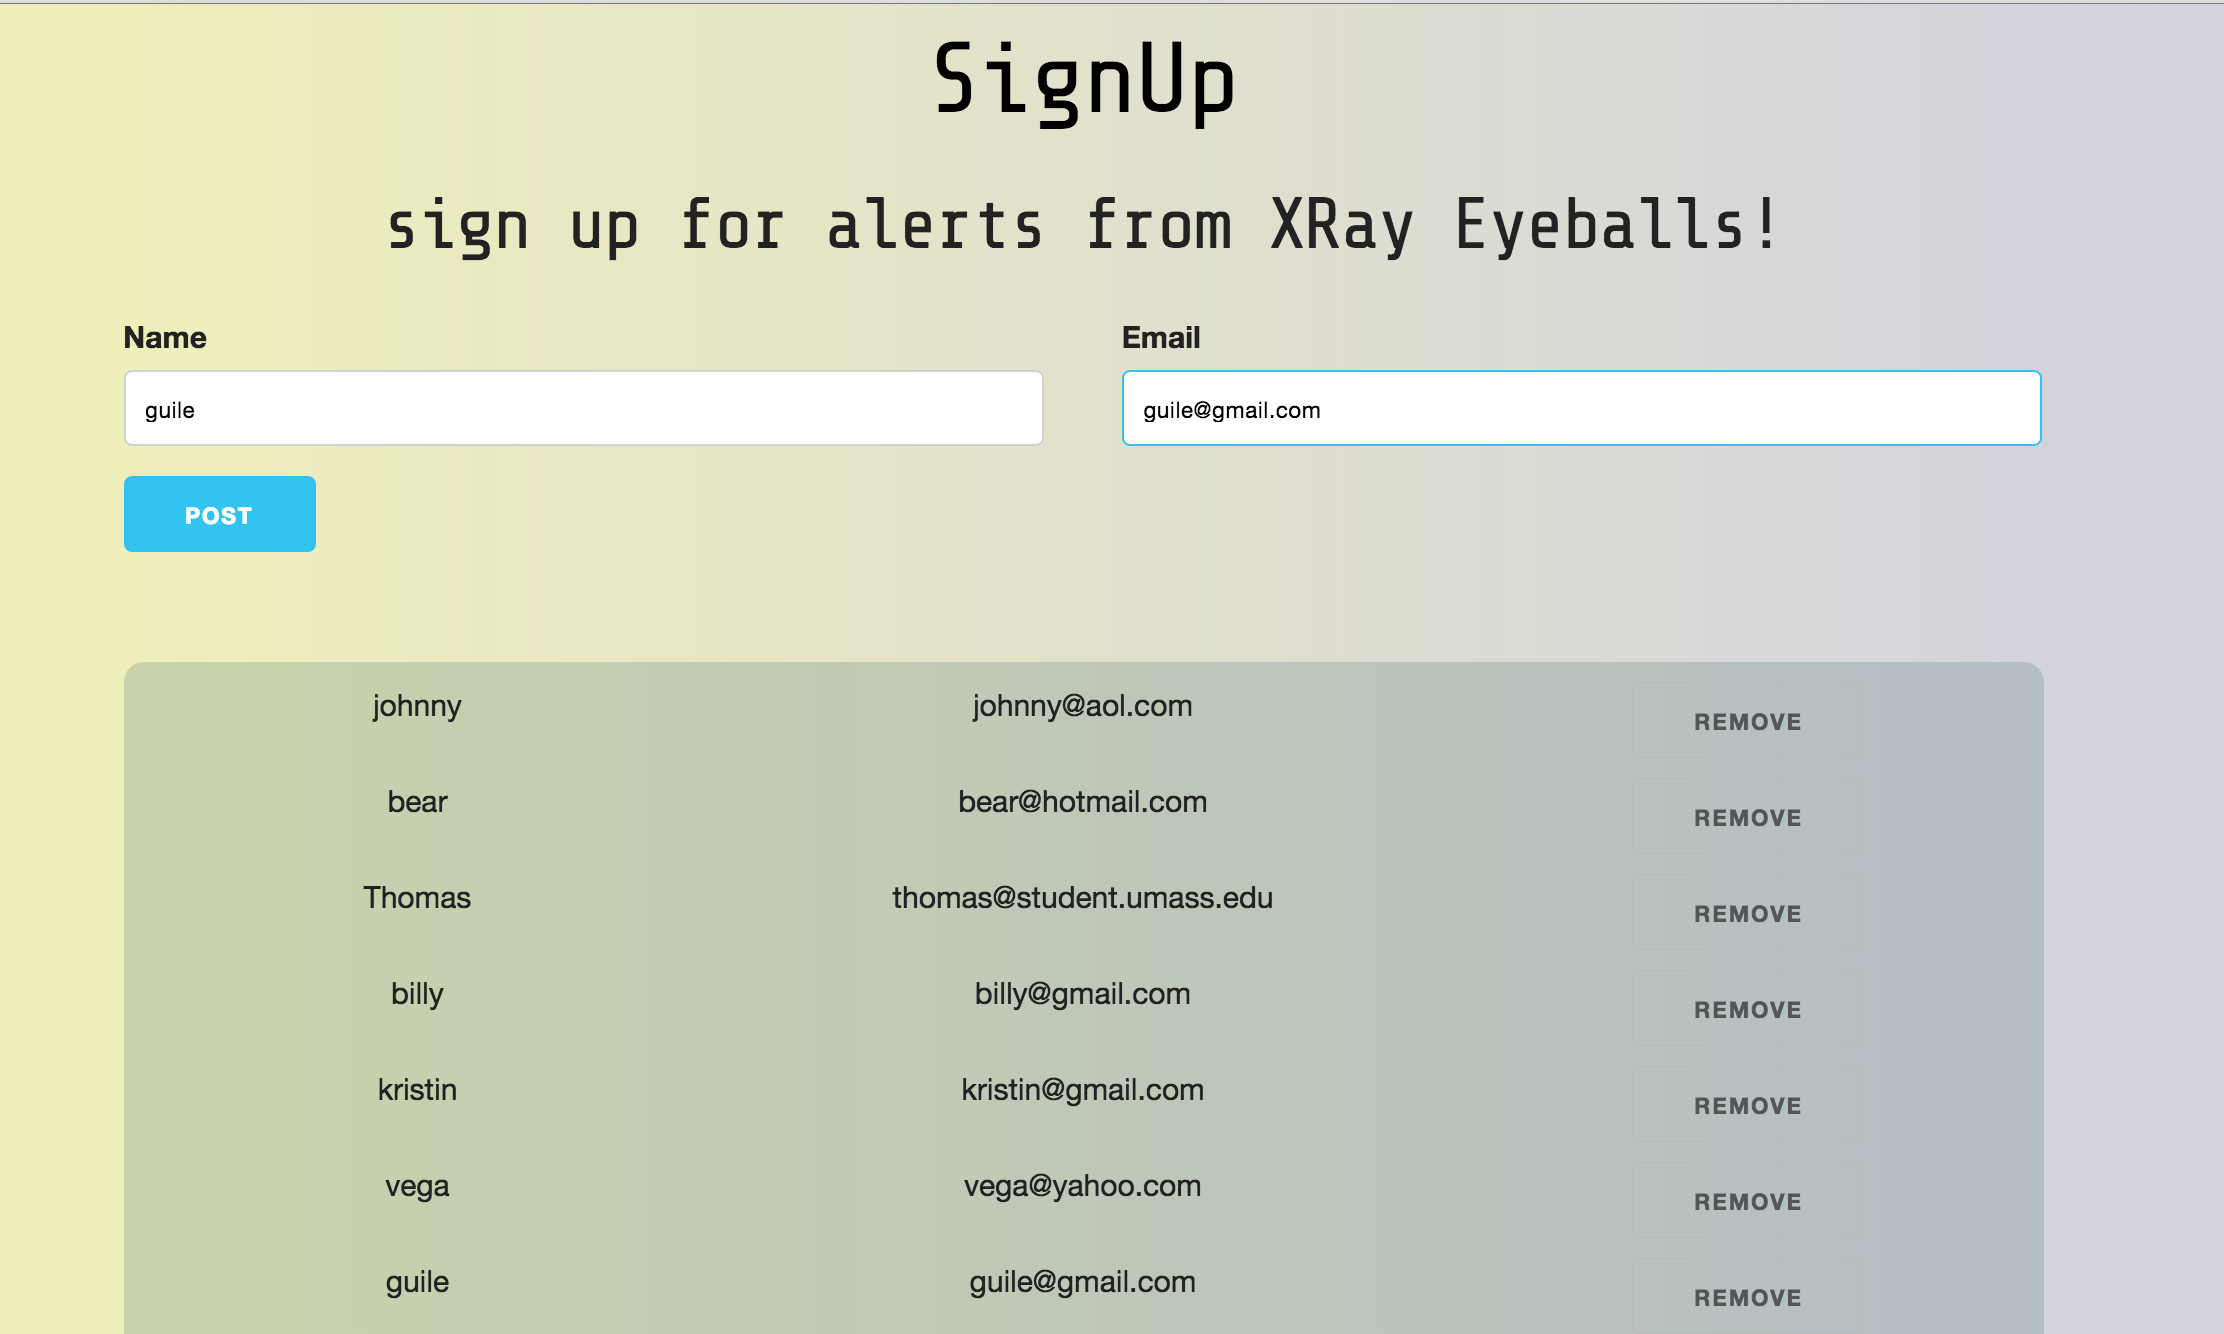 SignUp
sign up for alerts from XRay Eyeballs!
Name Email
guile guile@gmail.com
POST
johnny johnny@aol.com REMOVE
bear bear@hotmail.com REMOVE
Thomas thomas@student.umass.edu REMOVE
billy billy@gmail.com REMOVE
kristin kristin@gmail.com REMOVE
vega vega@yahoo.com REMOVE
guile guile@gmail.com REMOVE